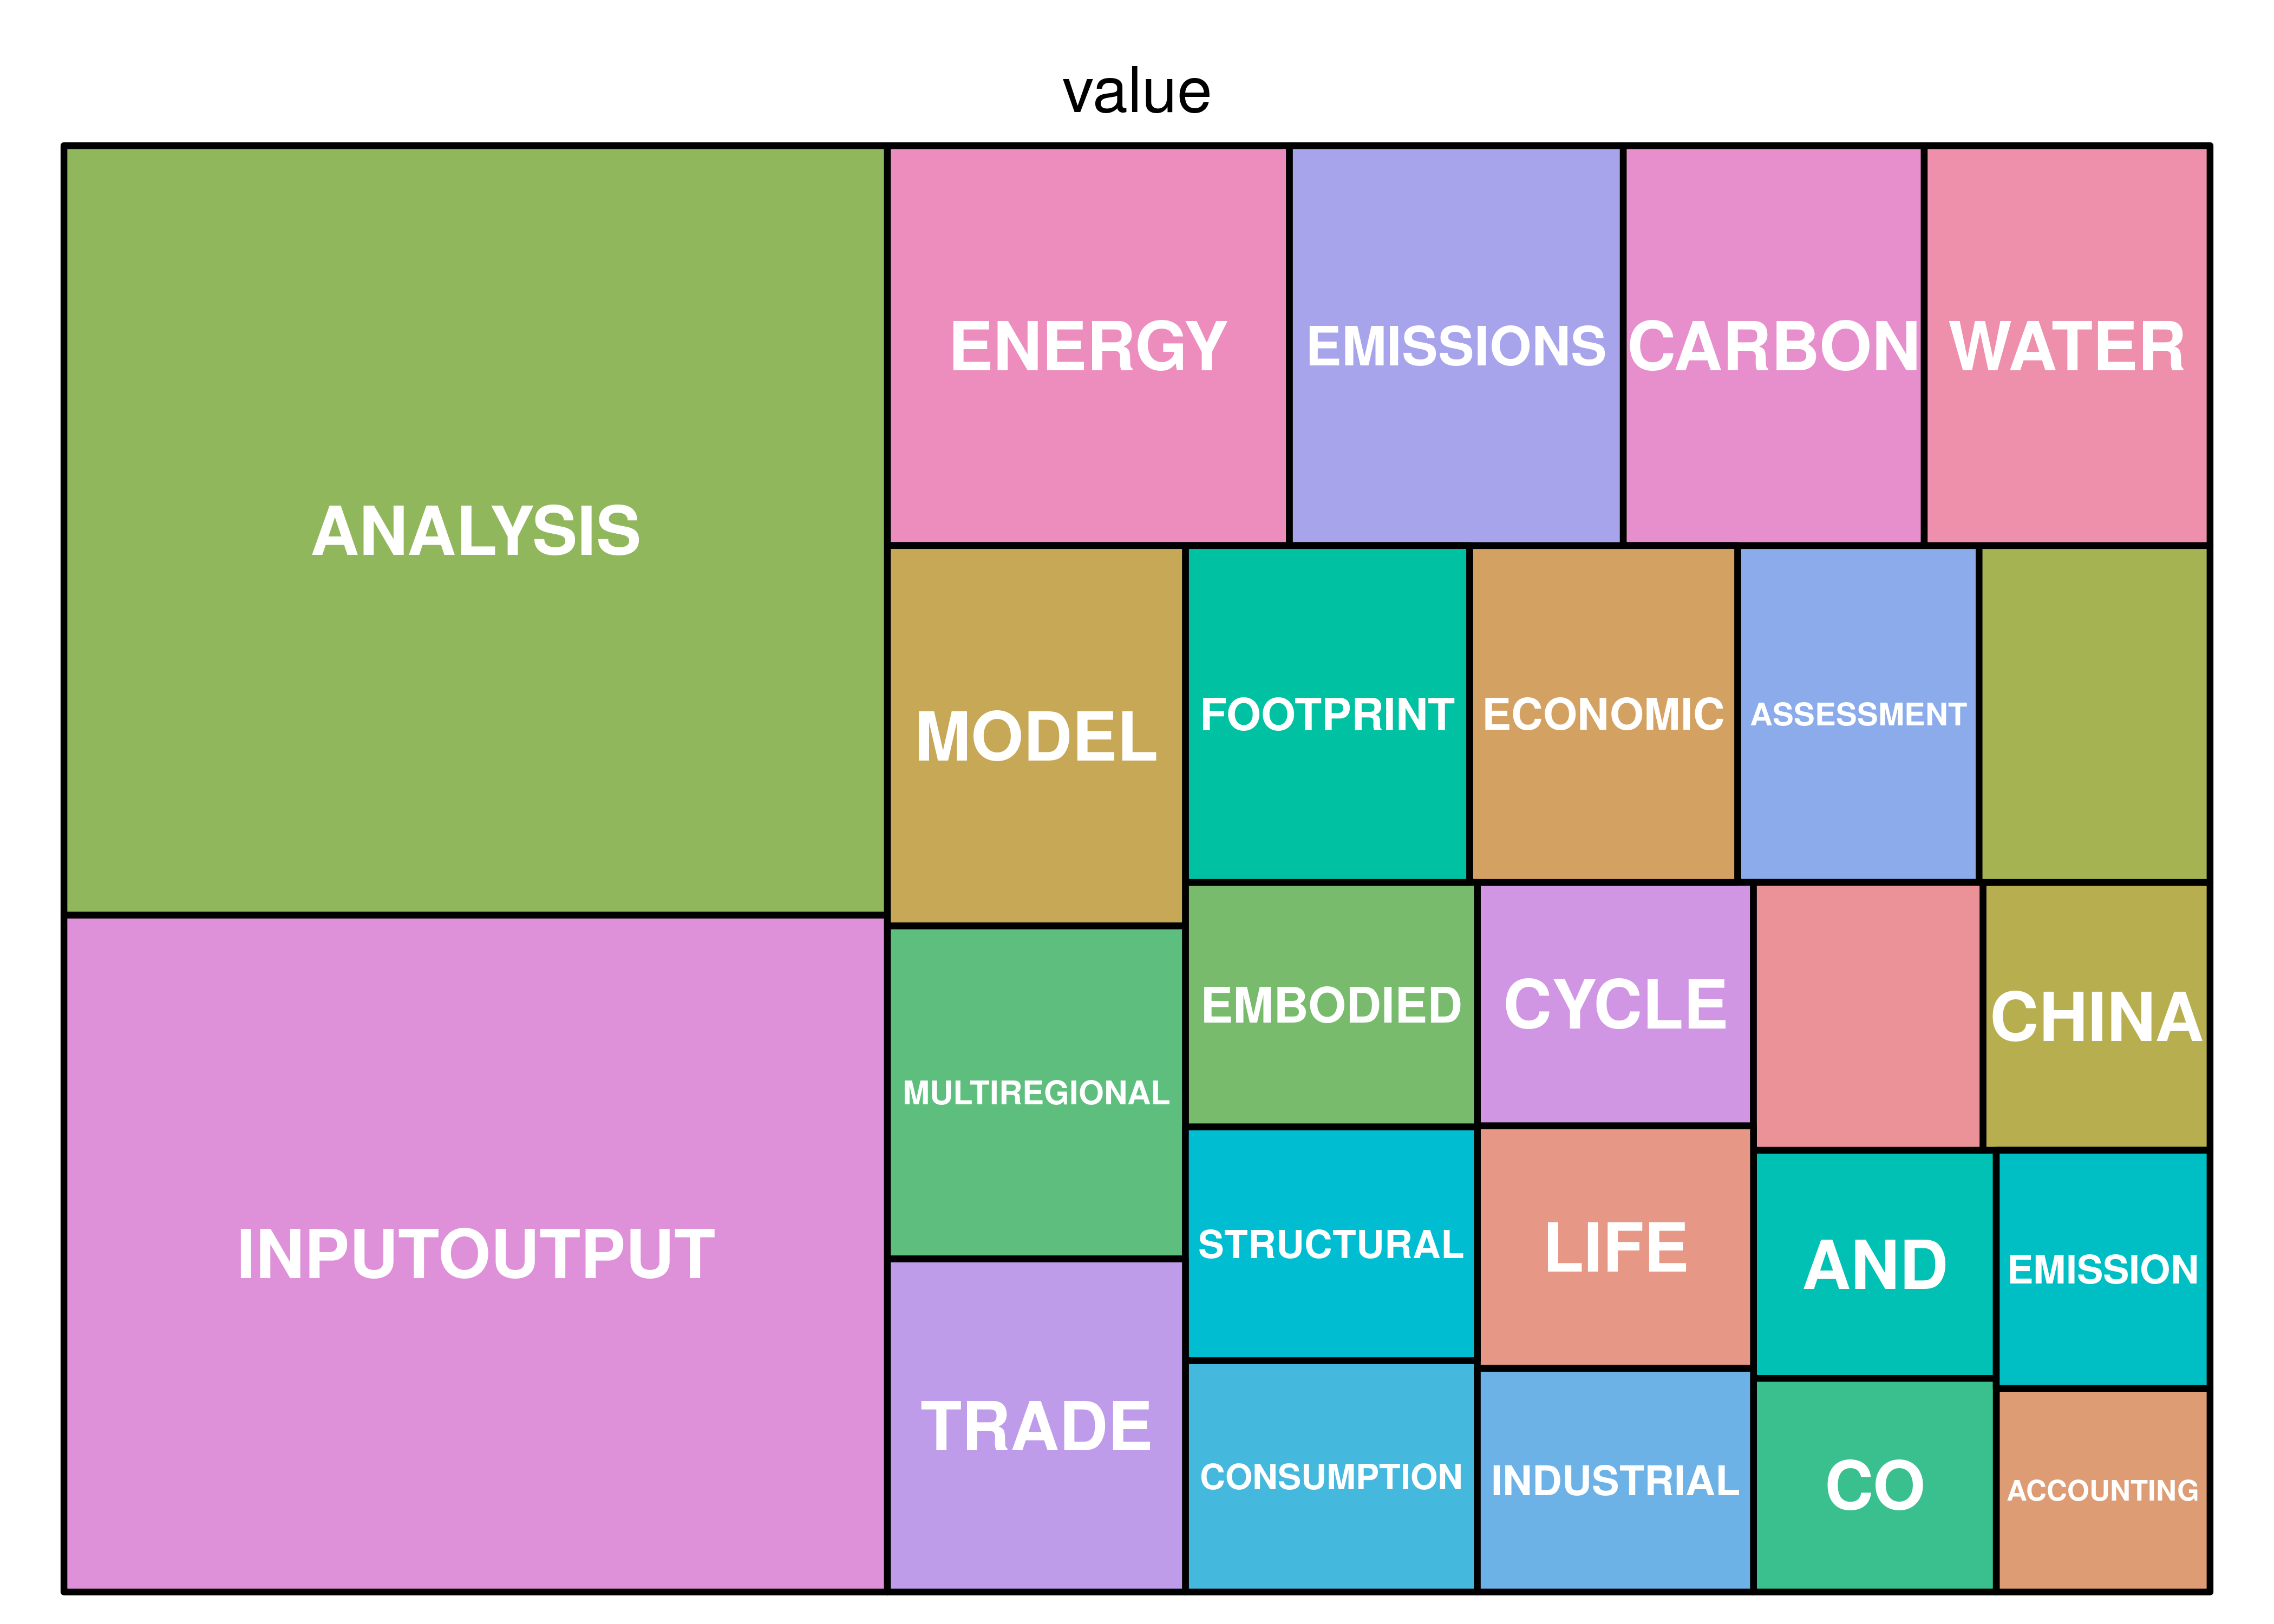 value
ANALYSIS
INPUTOUTPUT
ENERGY
EMISSIONS
CARBON
WATER
MODEL
MULTIREGIONAL
TRADE
FOOTPRINT
ECONOMIC
ASSESSMENT
EMBODIED
STRUCTURAL
CONSUMPTION
CYCLE
LIFE
INDUSTRIAL
CHINA
AND
CO
EMISSION
ACCOUNTING